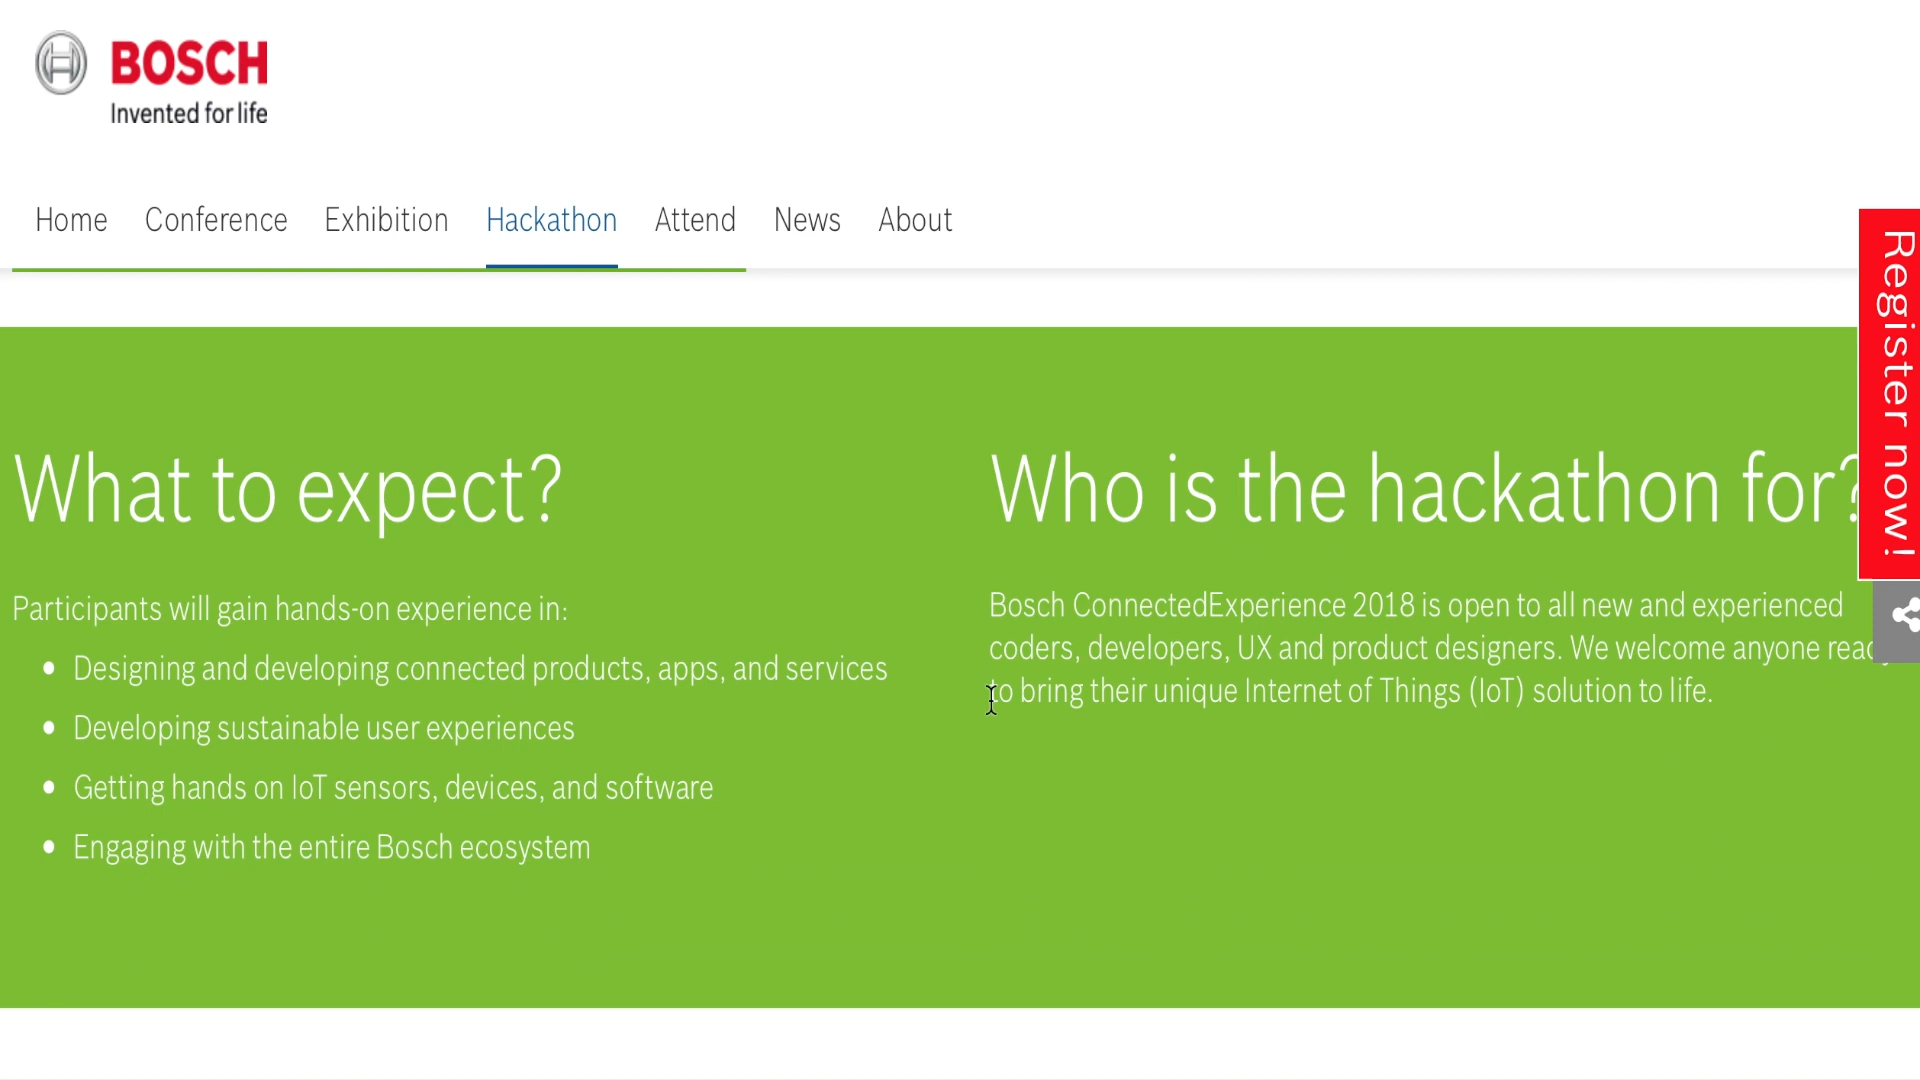 BOSCH
Invented for life
Home Conference Exhibition Hackathon Attend News About
Register now!
What to expect?
Participants will gain hands-on experience in:
• Designing and developing connected products, apps, and services
• Developing sustainable user experiences
• Getting hands on IoT sensors, devices, and software
• Engaging with the entire Bosch ecosystem
Who is the hackathon for?
Bosch ConnectedExperience 2018 is open to all new and experienced
coders, developers, UX and product designers. We welcome anyone ready
to bring their unique Internet of Things (IoT) solution to life.